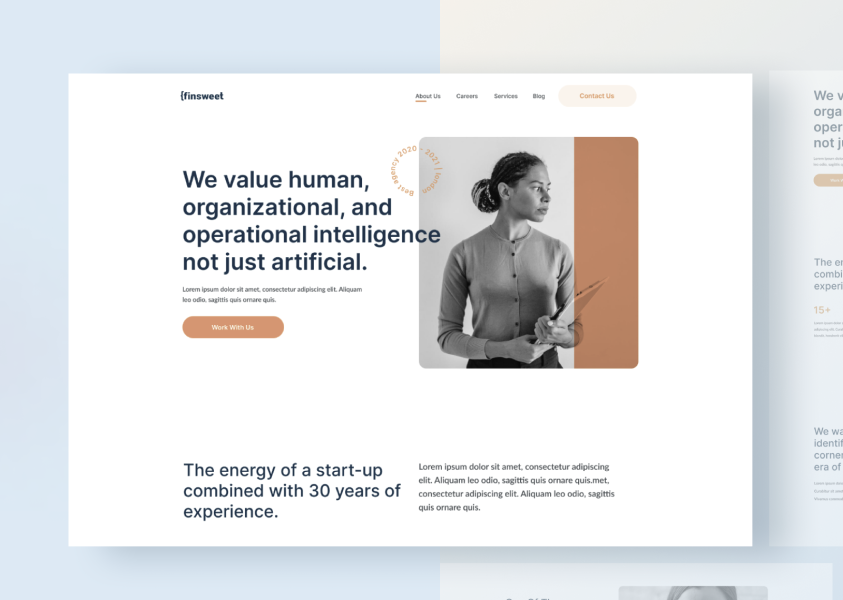 {finsweet
About Us
Careers
Services
Blog
Contact Us
Best agency 2020 - 2021 | london
We value human,
organizational, and
operational intelligence
not just artificial.
Lorem ipsum dolor sit amet, consectetur adipiscing elit. Aliquam
leo odio, sagittis quis ornare quis.
Work With Us
The energy of a start-up
combined with 30 years of
experience.
Lorem ipsum dolor sit amet, consectetur adipiscing
elit. Aliquam leo odio, sagittis quis ornare quis.met,
consectetur adipiscing elit. Aliquam leo odio, sagittis
quis ornare quis.
We v
orga
oper
not ju
The en
combi
experi
15+
We wa
identif
corner
era of